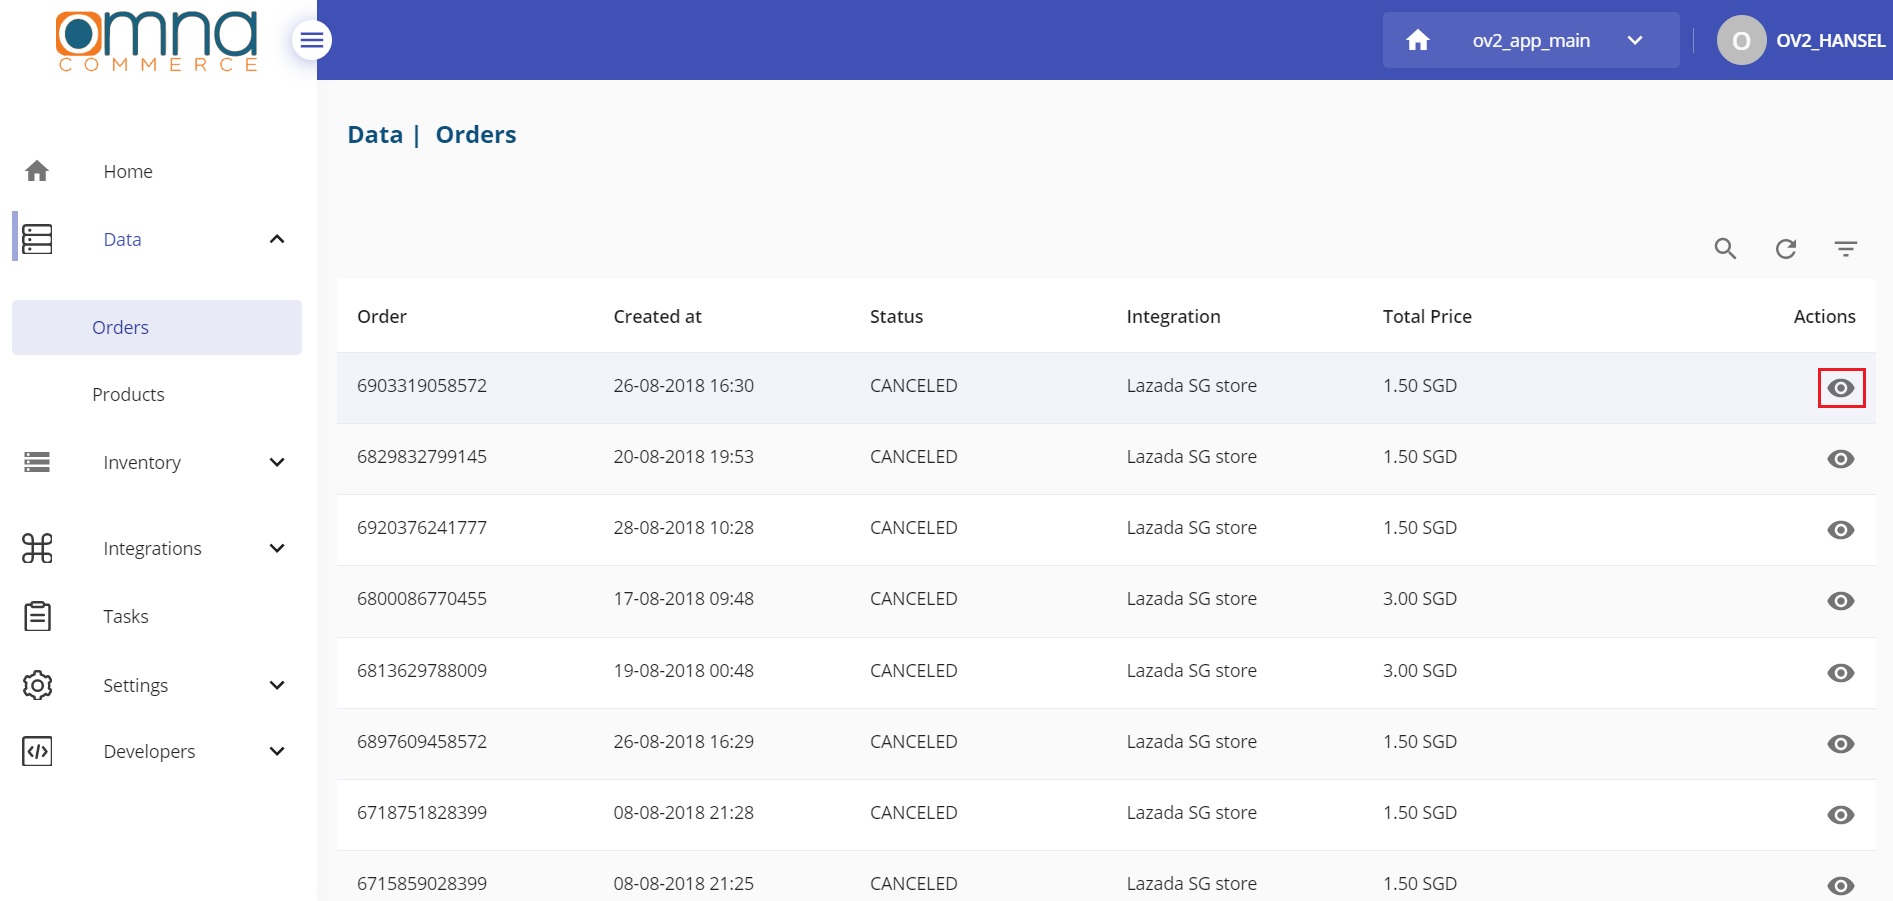 omna
COMMERCE
ov2_app_main
O
OV2_HANSEL
Data | Orders
Home
Data
Orders
Products
Inventory
Integrations
Tasks
Settings
Developers
Order Created at Status Integration Total Price Actions
6903319058572 26-08-2018 16:30 CANCELED Lazada SG store 1.50 SGD
6829832799145 20-08-2018 19:53 CANCELED Lazada SG store 1.50 SGD
6920376241777 28-08-2018 10:28 CANCELED Lazada SG store 1.50 SGD
6800086770455 17-08-2018 09:48 CANCELED Lazada SG store 3.00 SGD
6813629788009 19-08-2018 00:48 CANCELED Lazada SG store 3.00 SGD
6897609458572 26-08-2018 16:29 CANCELED Lazada SG store 1.50 SGD
6718751828399 08-08-2018 21:28 CANCELED Lazada SG store 1.50 SGD
6715859028399 08-08-2018 21:25 CANCELED Lazada SG store 1.50 SGD